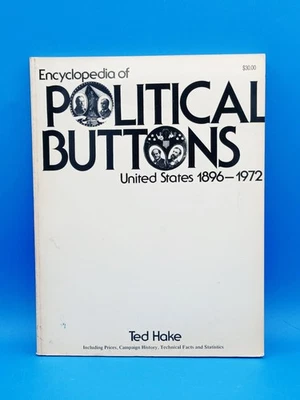 $30.00
Encyclopedia of
POLITICAL
BUTTONS
United States 1896–1972
Ted Hake
Including Prices, Campaign History, Technical Facts and Statistics